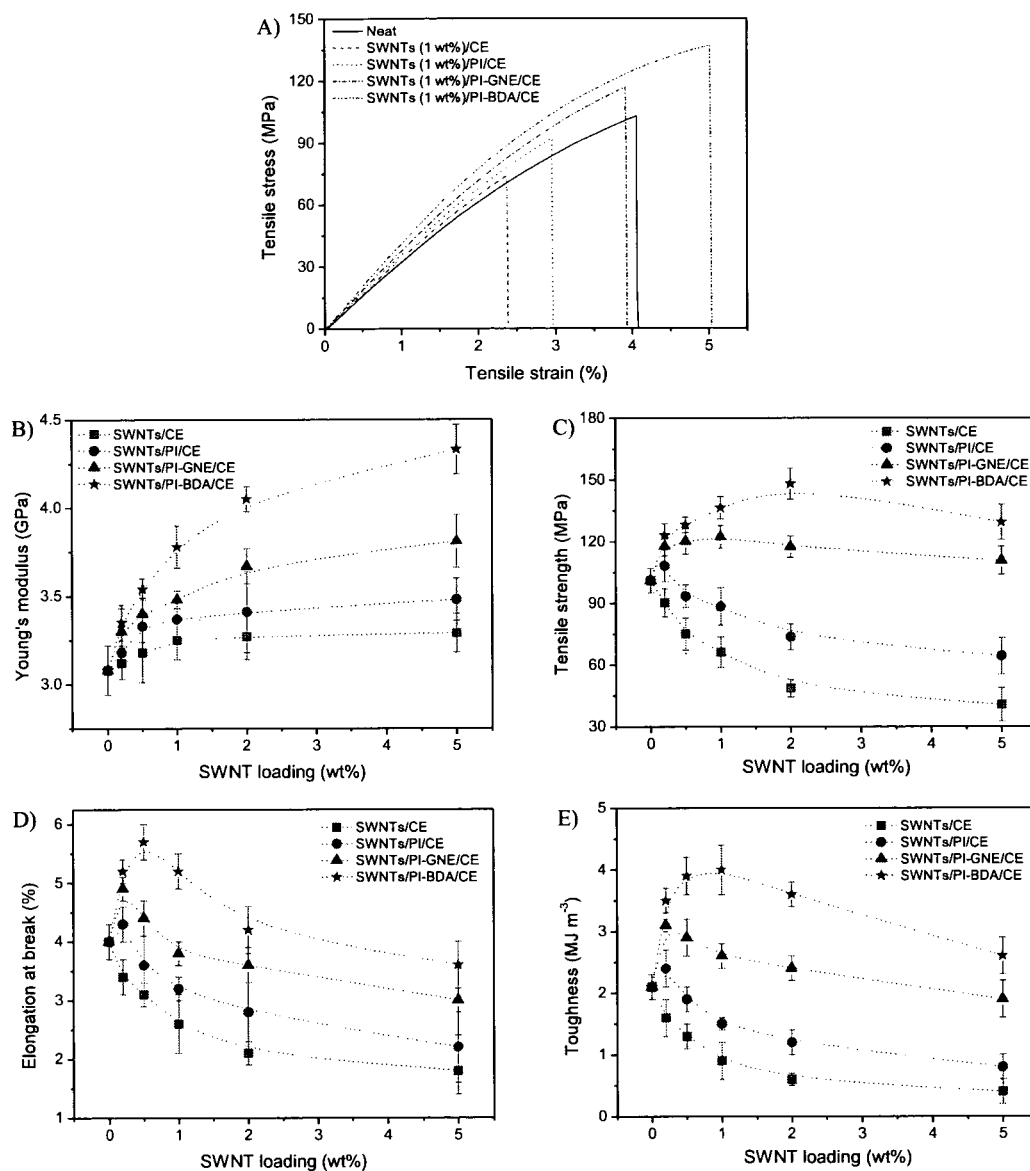 A)
Neat
SWNTs (1 wt%)/CE
SWNTs (1 wt%)/PI/CE
SWNTs (1 wt%)/PI-GNE/CE
SWNTs (1 wt%)/PI-BDA/CE
150
120
90
60
30
0
Tensile stress (MPa)
0 1 2 3 4 5
Tensile strain (%)
B)
SWNTs/CE
SWNTs/PI/CE
SWNTs/PI-GNE/CE
SWNTs/PI-BDA/CE
4.5
4.0
3.5
3.0
Young's modulus (GPa)
0 1 2 3 4 5
SWNT loading (wt%)
C)
SWNTs/CE
SWNTs/PI/CE
SWNTs/PI-GNE/CE
SWNTs/PI-BDA/CE
180
150
120
90
60
30
Tensile strength (MPa)
0 1 2 3 4 5
SWNT loading (wt%)
D)
SWNTs/CE
SWNTs/PI/CE
SWNTs/PI-GNE/CE
SWNTs/PI-BDA/CE
6
5
4
3
2
1
Elongation at break (%)
0 1 2 3 4 5
SWNT loading (wt%)
E)
SWNTs/CE
SWNTs/PI/CE
SWNTs/PI-GNE/CE
SWNTs/PI-BDA/CE
5
4
3
2
1
0
Toughness (MJ m⁻³)
0 1 2 3 4 5
SWNT loading (wt%)